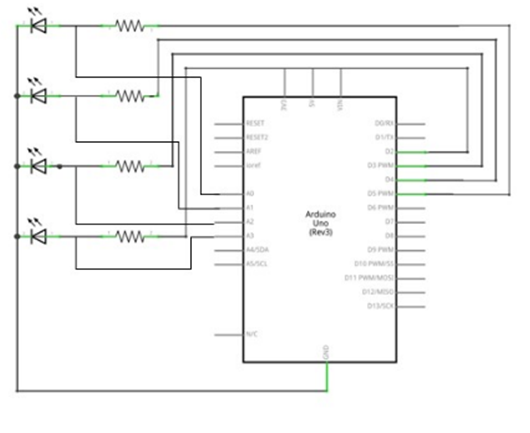 3V3
5V
VIN
RESET
RESET2
AREF
ioref
A0
A1
A2
A3
A4/SDA
A5/SCL
N/C
Arduino
Uno
(Rev3)
D0/RX
D1/TX
D2
D3 PWM
D4
D5 PWM
D6 PWM
D7
D8
D9 PWM
D10 PWM/SS
D11 PWM/MOSI
D12/MISO
D13/SCK
GND